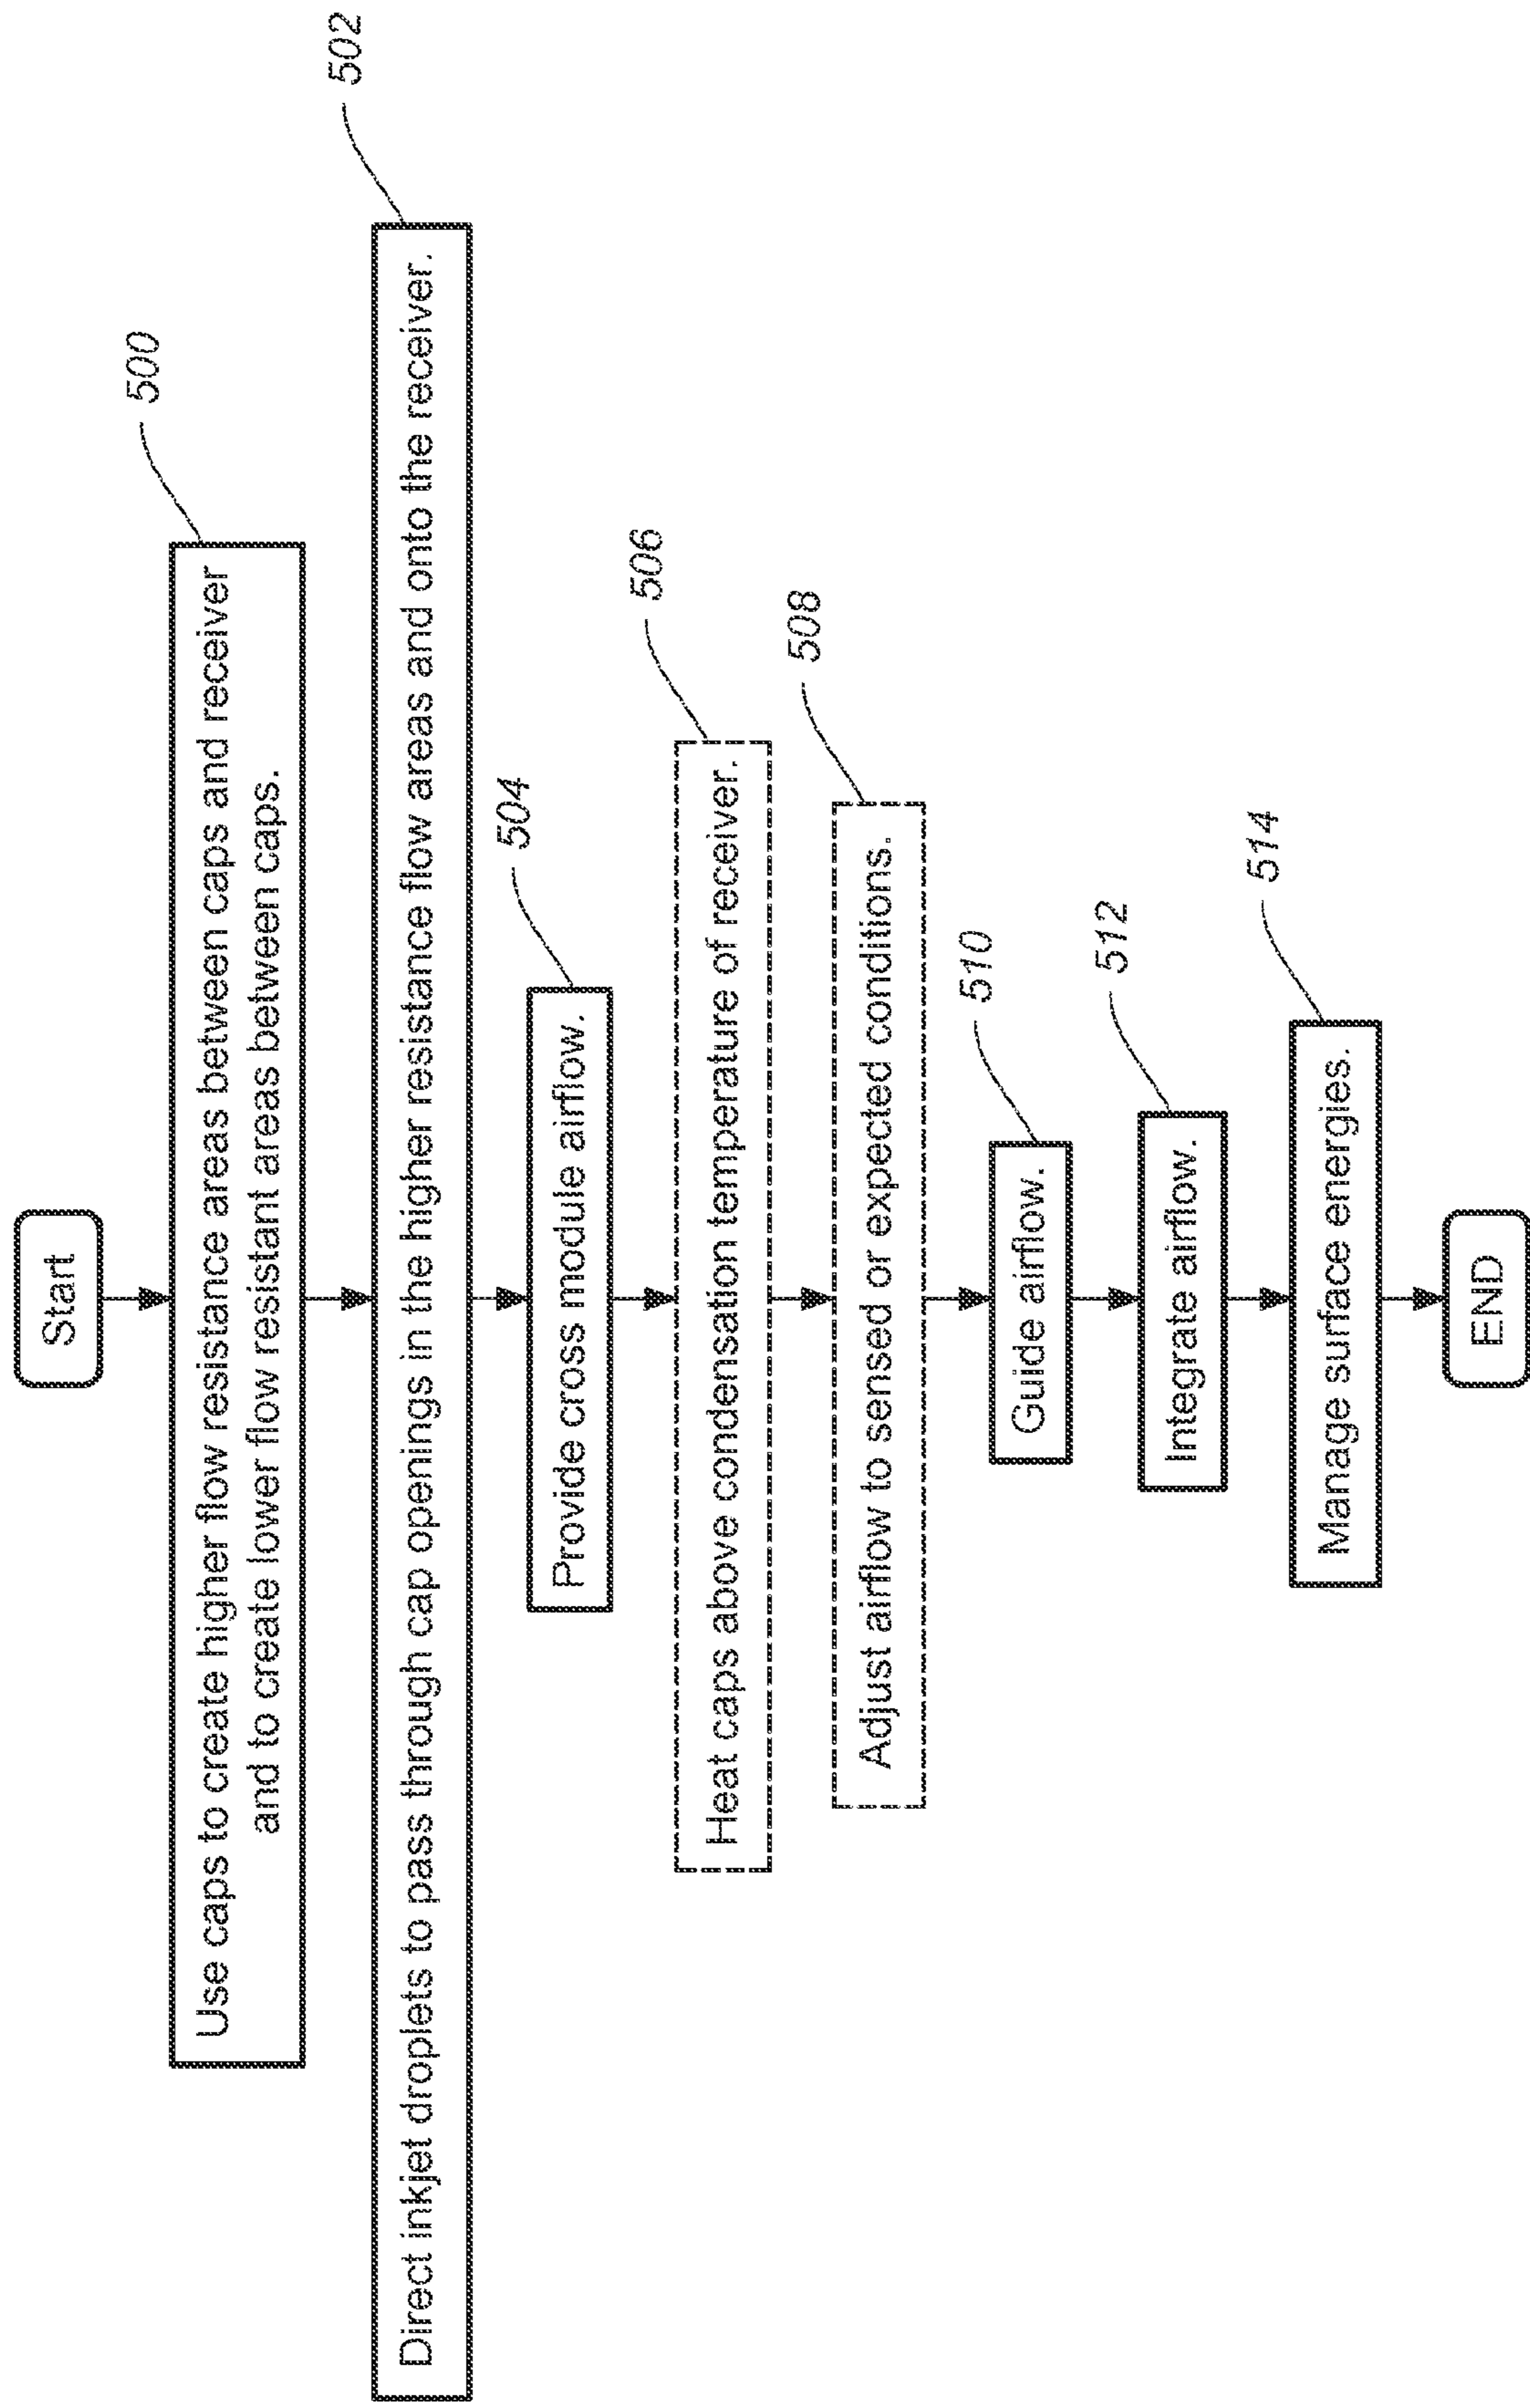 Start
500
Use caps to create higher flow resistance areas between caps and receiver
and to create lower flow resistant areas between caps.
502
Direct inkjet droplets to pass through cap openings in the higher resistance flow areas and onto the receiver.
504
Provide cross module airflow.
506
Heat caps above condensation temperature of receiver.
508
Adjust airflow to sensed or expected conditions.
510
Guide airflow.
512
Integrate airflow.
514
Manage surface energies.
END